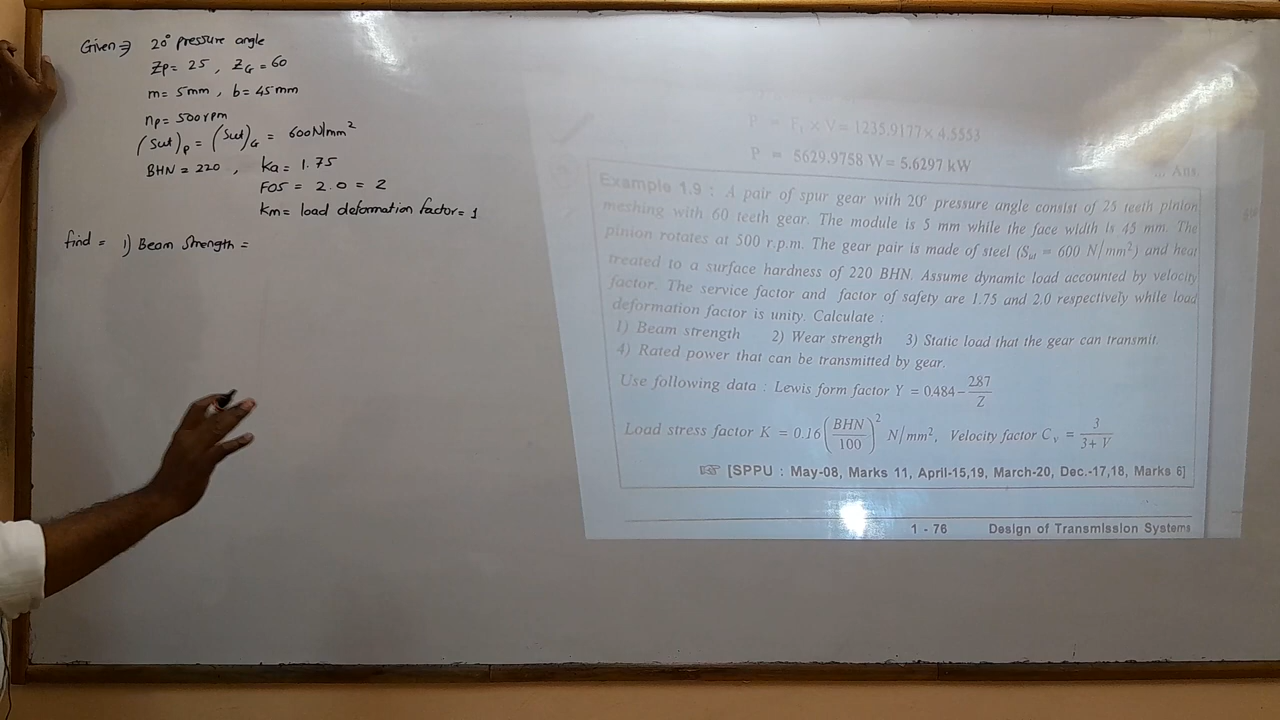 Given ⇒ 20° pressure angle
Zp = 25 , ZG = 60
m = 5mm , b = 45mm
np = 500rpm
(Sut)p = (Sut)G = 600N/mm²
BHN = 220 , ka = 1.75
FOS = 2.0 = 2
km = load deformation factor = 1
find = 1) Beam strength =
P = Ft × V = 1235.9177 × 4.5553
P = 5629.9758 W = 5.6297 kW
... Ans.
Example 1.9 : A pair of spur gear with 20° pressure angle consist of 25 teeth pinion
meshing with 60 teeth gear. The module is 5 mm while the face width is 45 mm. The
pinion rotates at 500 r.p.m. The gear pair is made of steel (Sut = 600 N/mm²) and heat
treated to a surface hardness of 220 BHN. Assume dynamic load accounted by velocity
factor. The service factor and factor of safety are 1.75 and 2.0 respectively while load
deformation factor is unity. Calculate :
1) Beam strength 2) Wear strength 3) Static load that the gear can transmit.
4) Rated power that can be transmitted by gear.
Use following data : Lewis form factor Y = 0.484 – 2.87/Z
Load stress factor K = 0.16 (BHN/100)² N/mm², Velocity factor Cv = 3/(3+V)
☞ [SPPU : May-08, Marks 11, April-15,19, March-20, Dec.-17,18, Marks 6]
1 - 76 Design of Transmission Systems